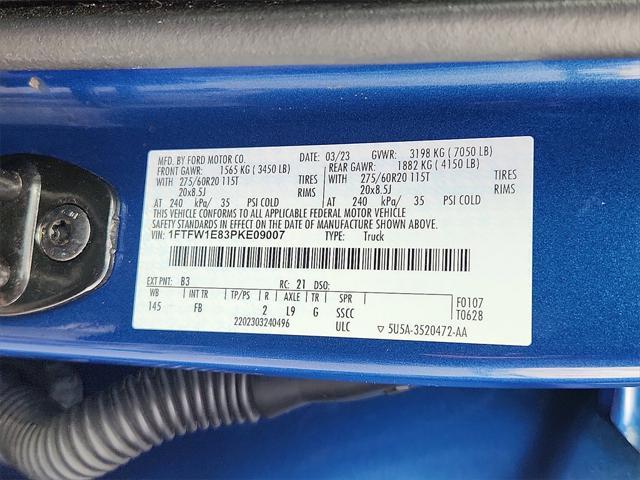 MFD. BY FORD MOTOR CO. DATE: 03/23 GVWR: 3198 KG ( 7050 LB)
FRONT GAWR: 1565 KG ( 3450 LB) REAR GAWR: 1882 KG ( 4150 LB)
WITH 275/60R20 115T TIRES WITH 275/60R20 115T TIRES
20x8.5J RIMS 20x8.5J RIMS
AT 240 kPa/ 35 PSI COLD AT 240 kPa/ 35 PSI COLD
THIS VEHICLE CONFORMS TO ALL APPLICABLE FEDERAL MOTOR VEHICLE
SAFETY STANDARDS IN EFFECT ON THE DATE OF MANUFACTURE SHOWN ABOVE.
VIN: 1FTFW1E83PKE09007 TYPE: Truck
EXT PNT: B3 RC: 21 DSO:
WB INT TR TP/PS R AXLE TR SPR F0107
145 FB 2 L9 G SSCC T0628
2202303240496 ULC ▽ 5U5A-3520472-AA